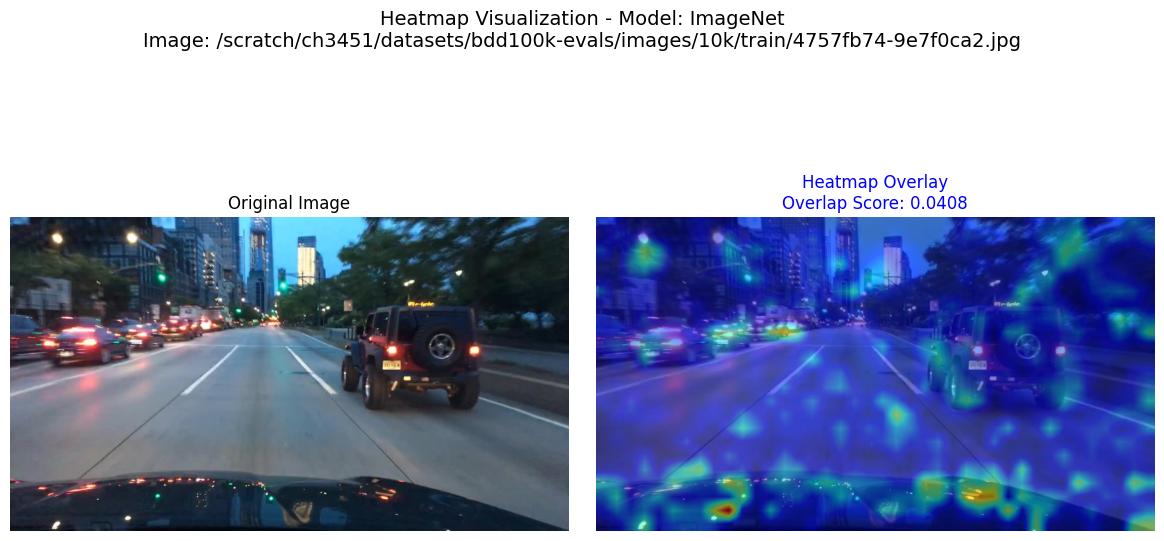 Heatmap Visualization - Model: ImageNet
Image: /scratch/ch3451/datasets/bdd100k-evals/images/10k/train/4757fb74-9e7f0ca2.jpg
Original Image
Heatmap Overlay
Overlap Score: 0.0408